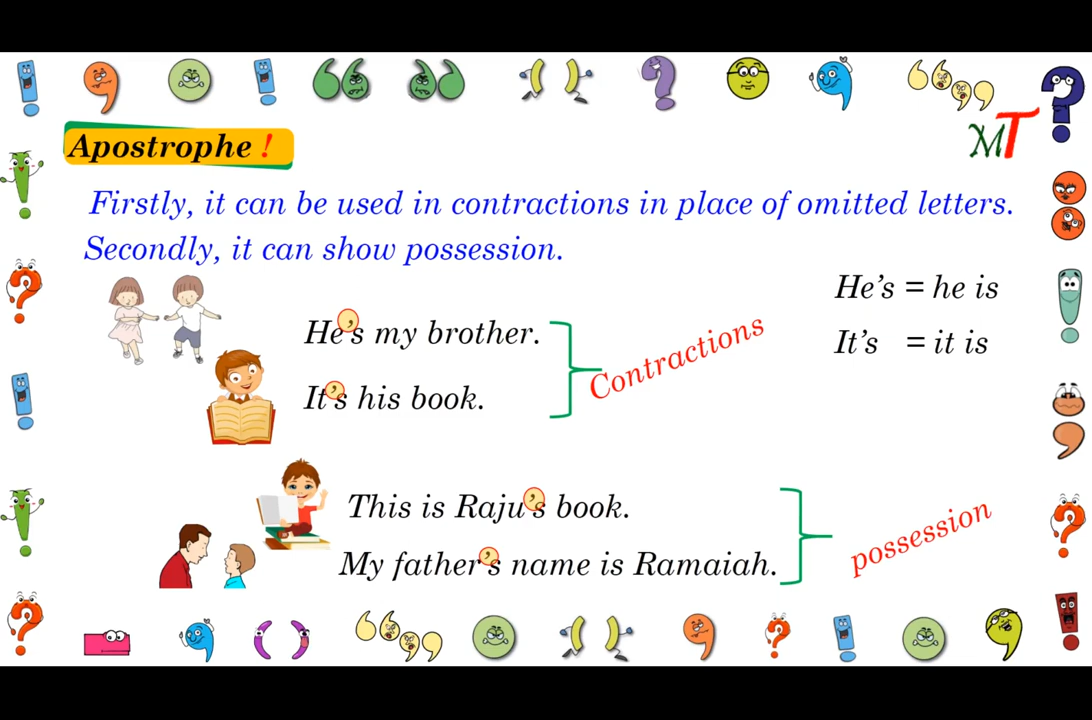 Apostrophe !
MT
Firstly, it can be used in contractions in place of omitted letters.
Secondly, it can show possession.
He’s = he is
It’s = it is
He’s my brother.
It’s his book.
Contractions
This is Raju’s book.
My father’s name is Ramaiah.
possession